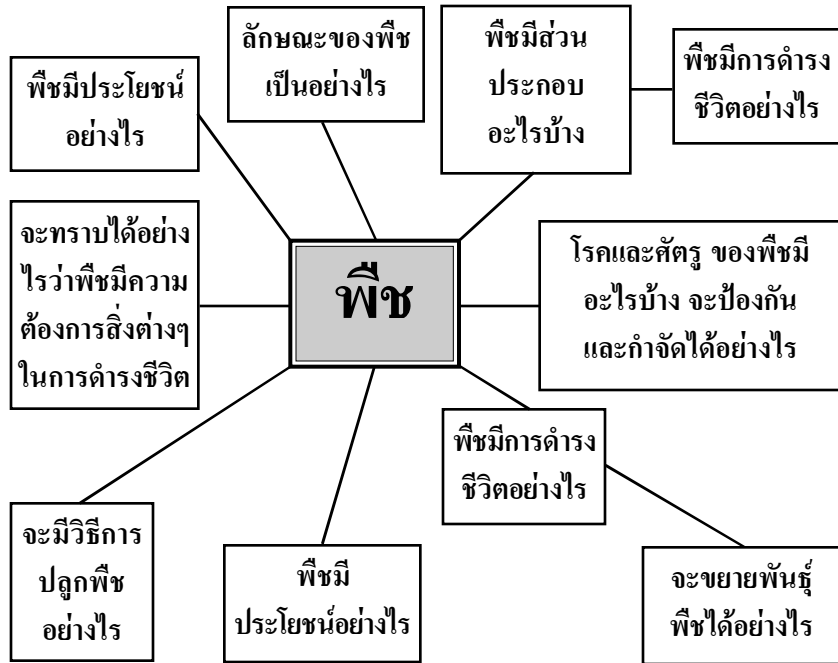 ลักษณะของพืช
เป็นอย่างไร
พืชมีส่วน
ประกอบ
อะไรบ้าง
พืชมีการดำรง
ชีวิตอย่างไร
พืชมีประโยชน์
อย่างไร
จะทราบได้อย่าง
ไรว่าพืชมีความ
ต้องการสิ่งต่างๆ
ในการดำรงชีวิต
พืช
โรคและศัตรู ของพืชมี
อะไรบ้าง จะป้องกัน
และกำจัดได้อย่างไร
พืชมีการดำรง
ชีวิตอย่างไร
จะมีวิธีการ
ปลูกพืช
อย่างไร
พืชมี
ประโยชน์อย่างไร
จะขยายพันธุ์
พืชได้อย่างไร